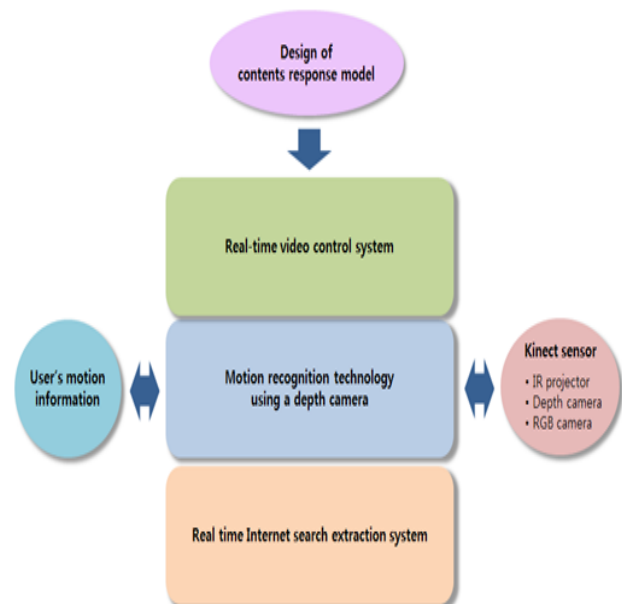 Design of
contents response model
Real-time video control system
User's motion
information
Motion recognition technology
using a depth camera
Kinect sensor
• IR projector
• Depth camera
• RGB camera
Real time Internet search extraction system